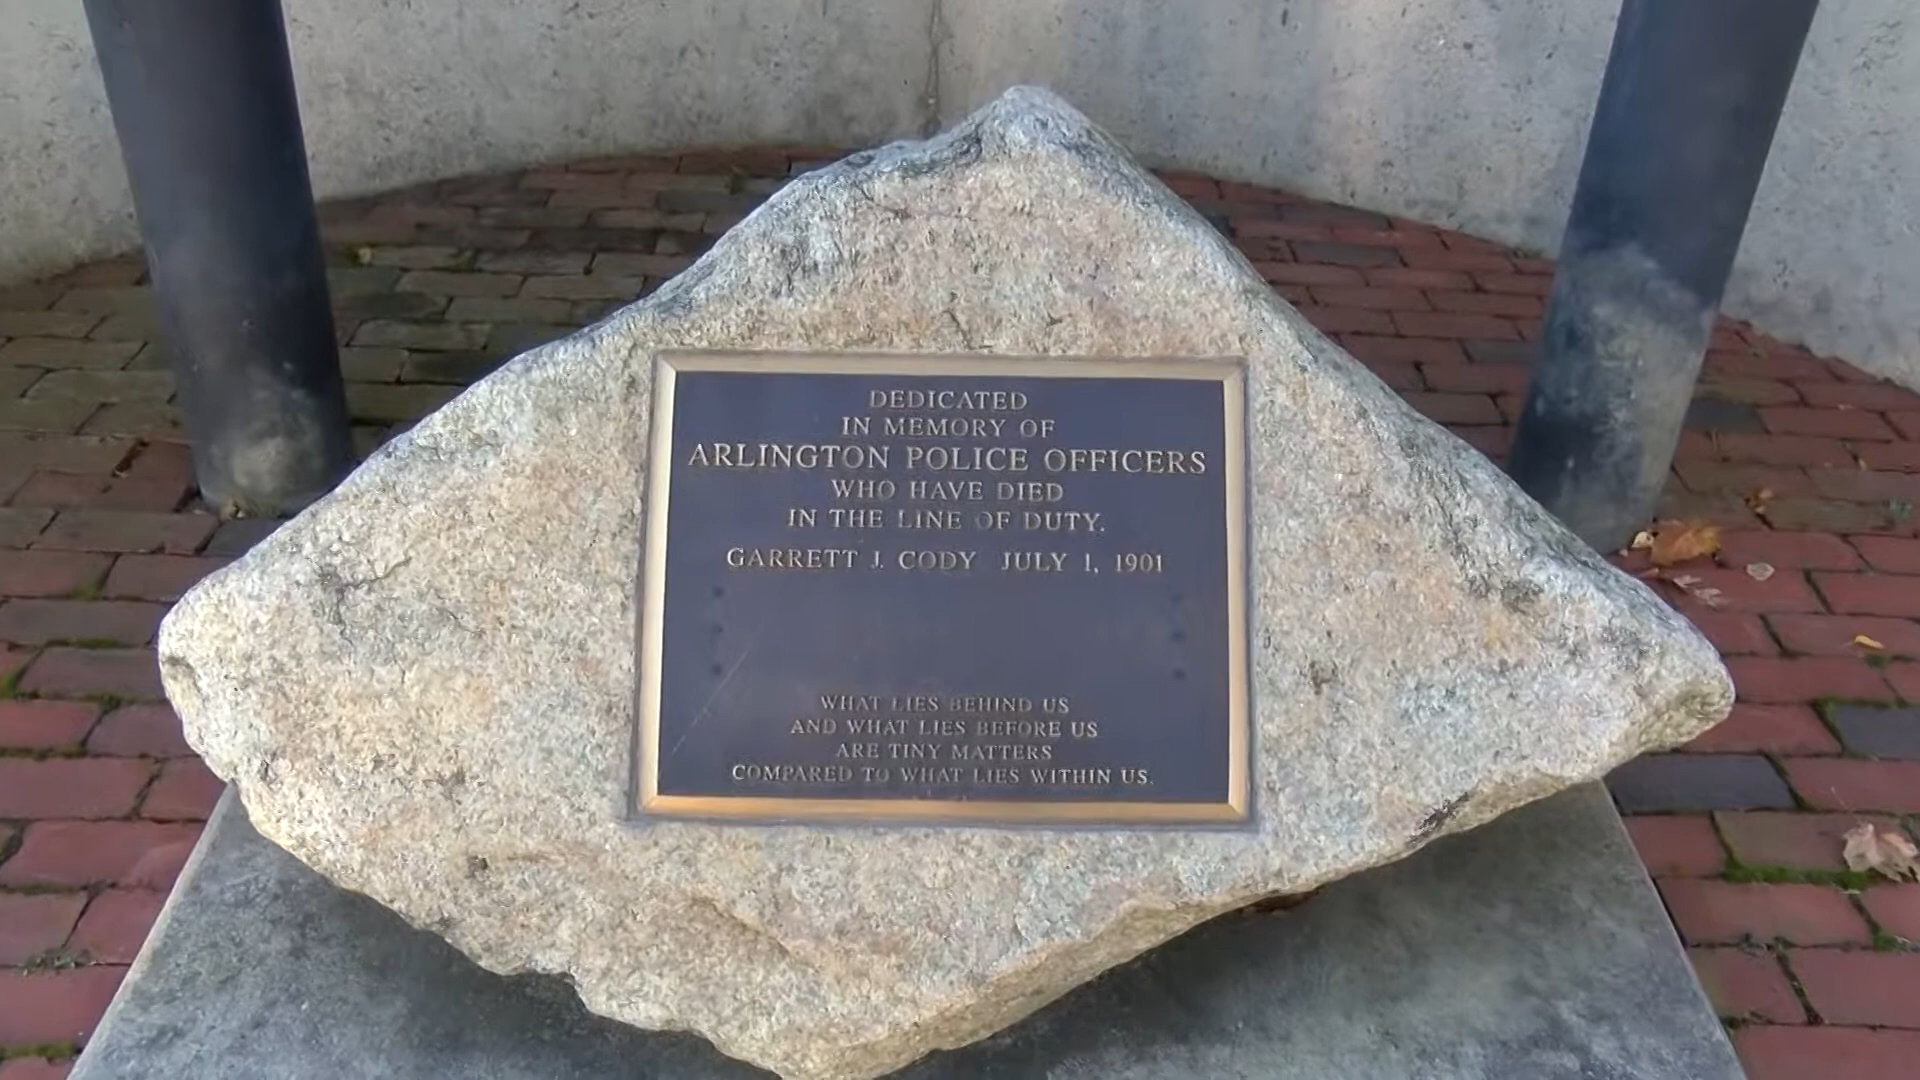 DEDICATED
IN MEMORY OF
ARLINGTON POLICE OFFICERS
WHO HAVE DIED
IN THE LINE OF DUTY.
GARRETT J. CODY JULY 1, 1901
WHAT LIES BEHIND US
AND WHAT LIES BEFORE US
ARE TINY MATTERS
COMPARED TO WHAT LIES WITHIN US.